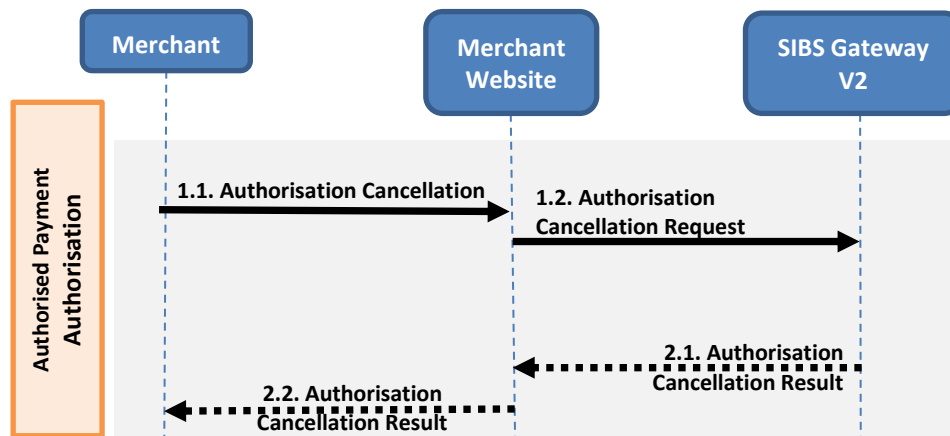 Merchant
Merchant
Website
SIBS Gateway
V2
Authorised Payment
Authorisation
1.1. Authorisation Cancellation
1.2. Authorisation
Cancellation Request
2.1. Authorisation
Cancellation Result
2.2. Authorisation
Cancellation Result